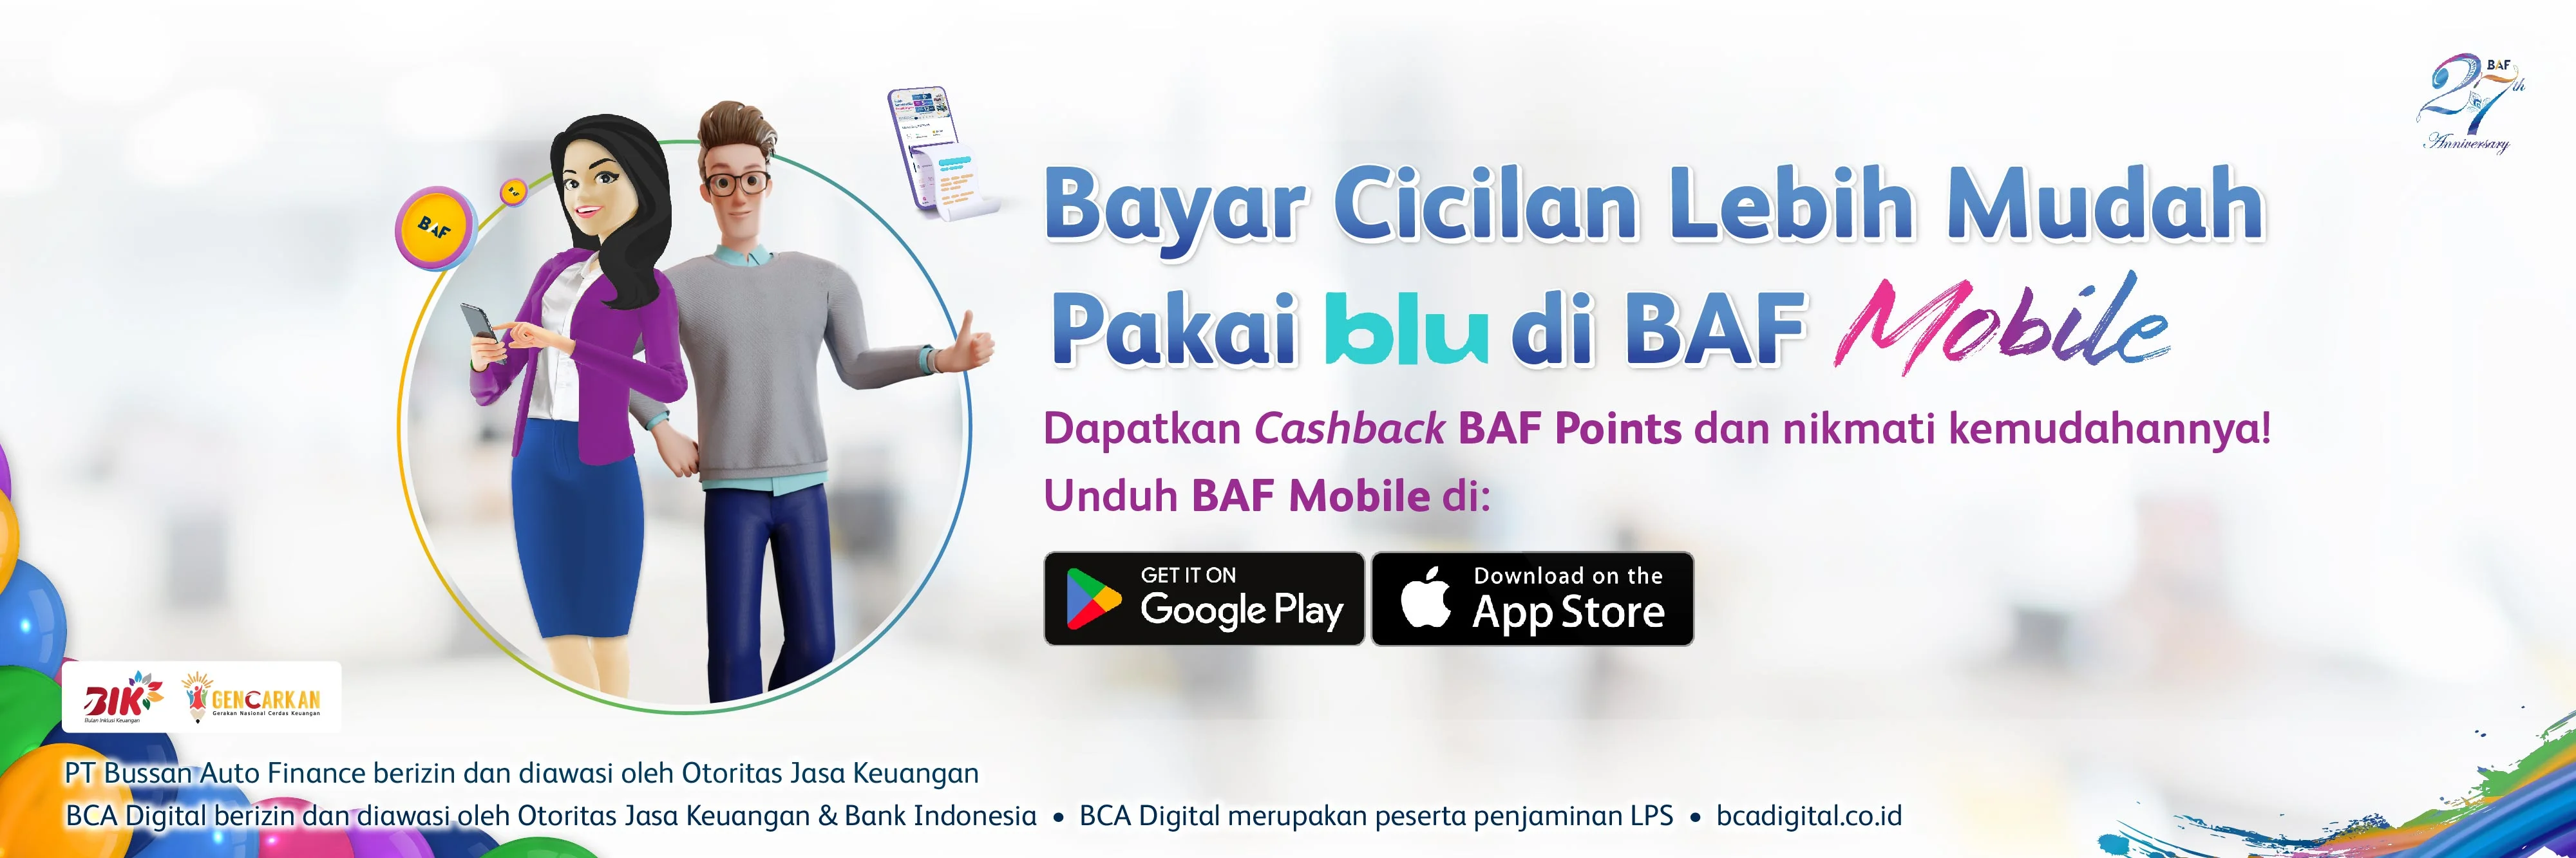 BAF
27th
Anniversary
BAF
BAF
Bayar Cicilan Lebih Mudah
Pakai blu di BAF Mobile
Dapatkan Cashback BAF Points dan nikmati kemudahannya!
Unduh BAF Mobile di:
GET IT ON
Google Play
Download on the
App Store
BIK
Bulan Inklusi Keuangan
GENCARKAN
Gerakan Nasional Cerdas Keuangan
PT Bussan Auto Finance berizin dan diawasi oleh Otoritas Jasa Keuangan
BCA Digital berizin dan diawasi oleh Otoritas Jasa Keuangan & Bank Indonesia • BCA Digital merupakan peserta penjaminan LPS • bcadigital.co.id